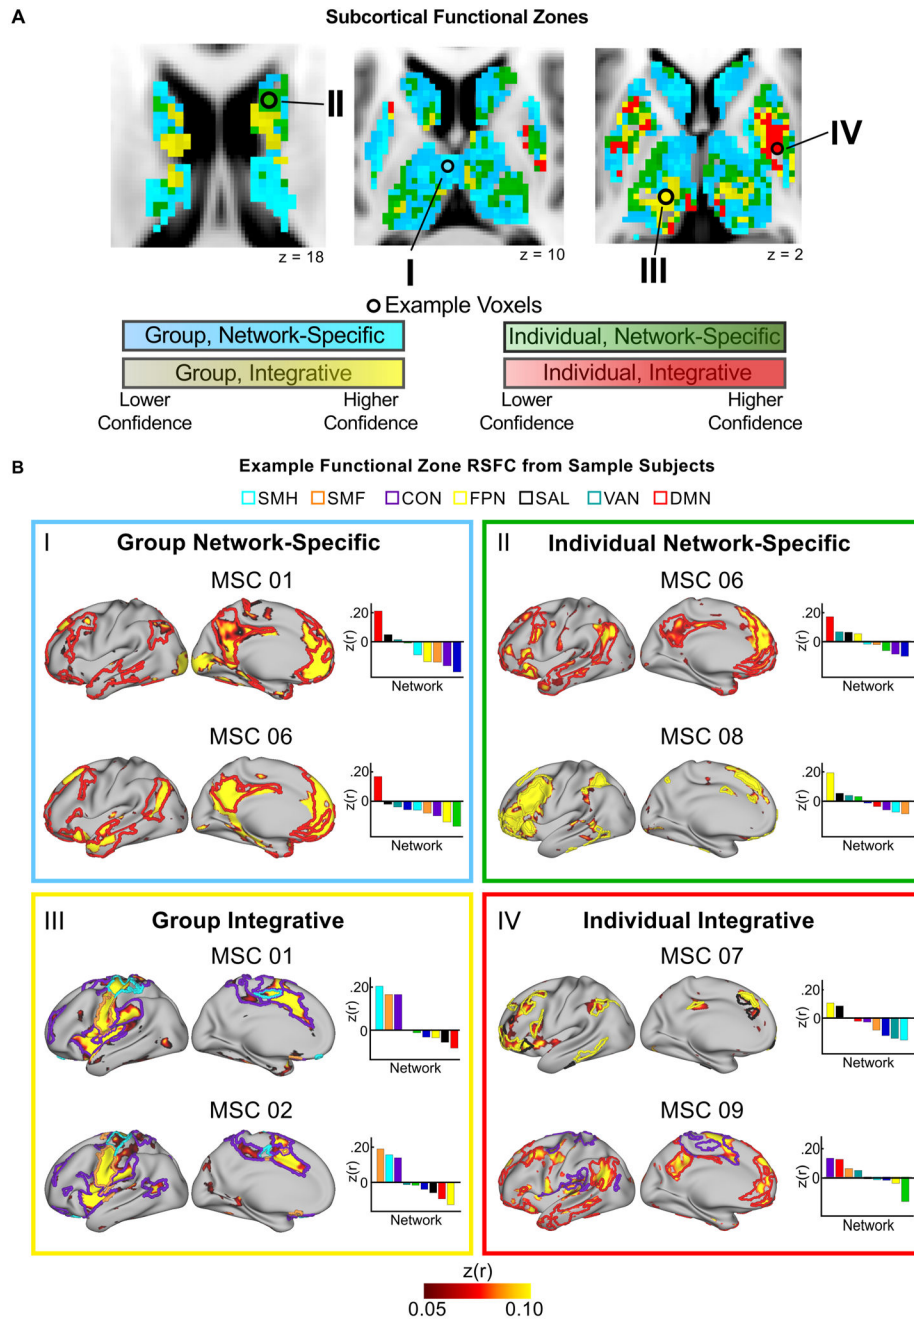 A
Subcortical Functional Zones
II
IV
I
III
z = 18
z = 10
z = 2
Example Voxels
Group, Network-Specific
Individual, Network-Specific
Group, Integrative
Individual, Integrative
Lower Confidence
Higher Confidence
Lower Confidence
Higher Confidence
B
Example Functional Zone RSFC from Sample Subjects
SMH SMF CON FPN SAL VAN DMN
I Group Network-Specific
MSC 01
z(r)
.20
0
Network
MSC 06
z(r)
.20
0
Network
II Individual Network-Specific
MSC 06
z(r)
.20
0
Network
MSC 08
z(r)
.20
0
Network
III Group Integrative
MSC 01
z(r)
.20
0
Network
MSC 02
z(r)
.20
0
Network
IV Individual Integrative
MSC 07
z(r)
.20
0
Network
MSC 09
z(r)
.20
0
Network
z(r)
0.05 0.10